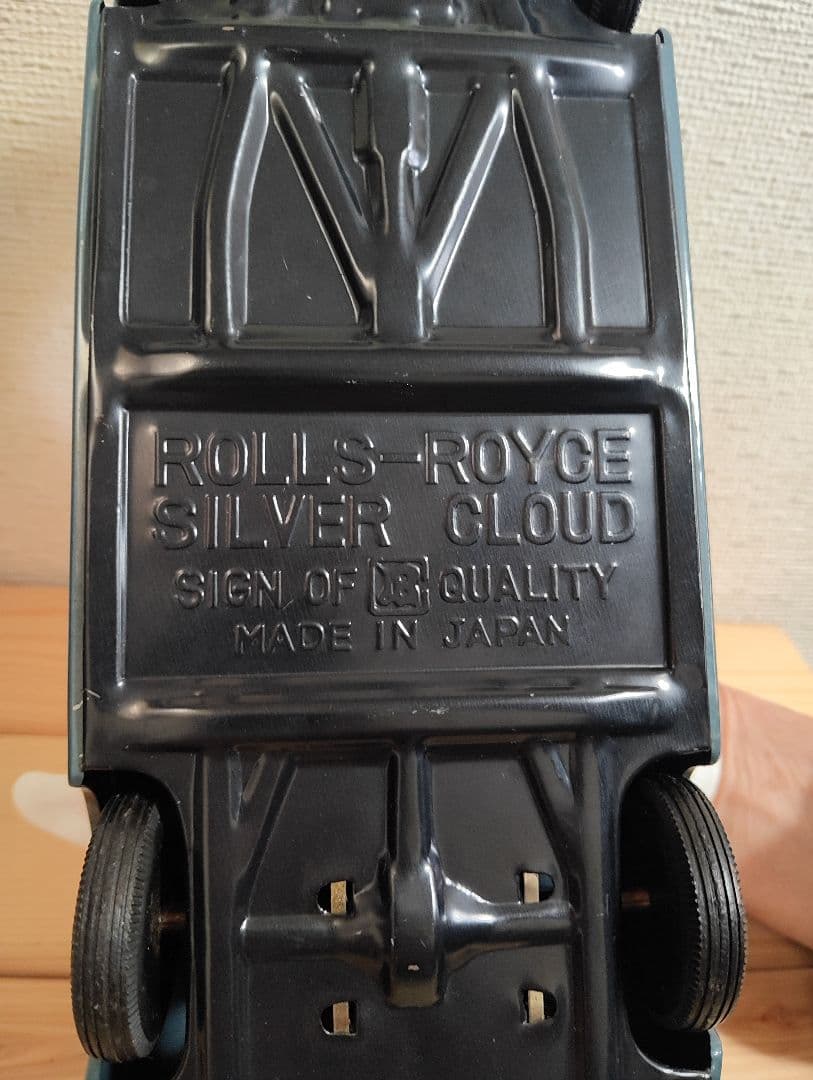 ROLLS-ROYCE
SILVER CLOUD
SIGN OF QUALITY
MADE IN JAPAN